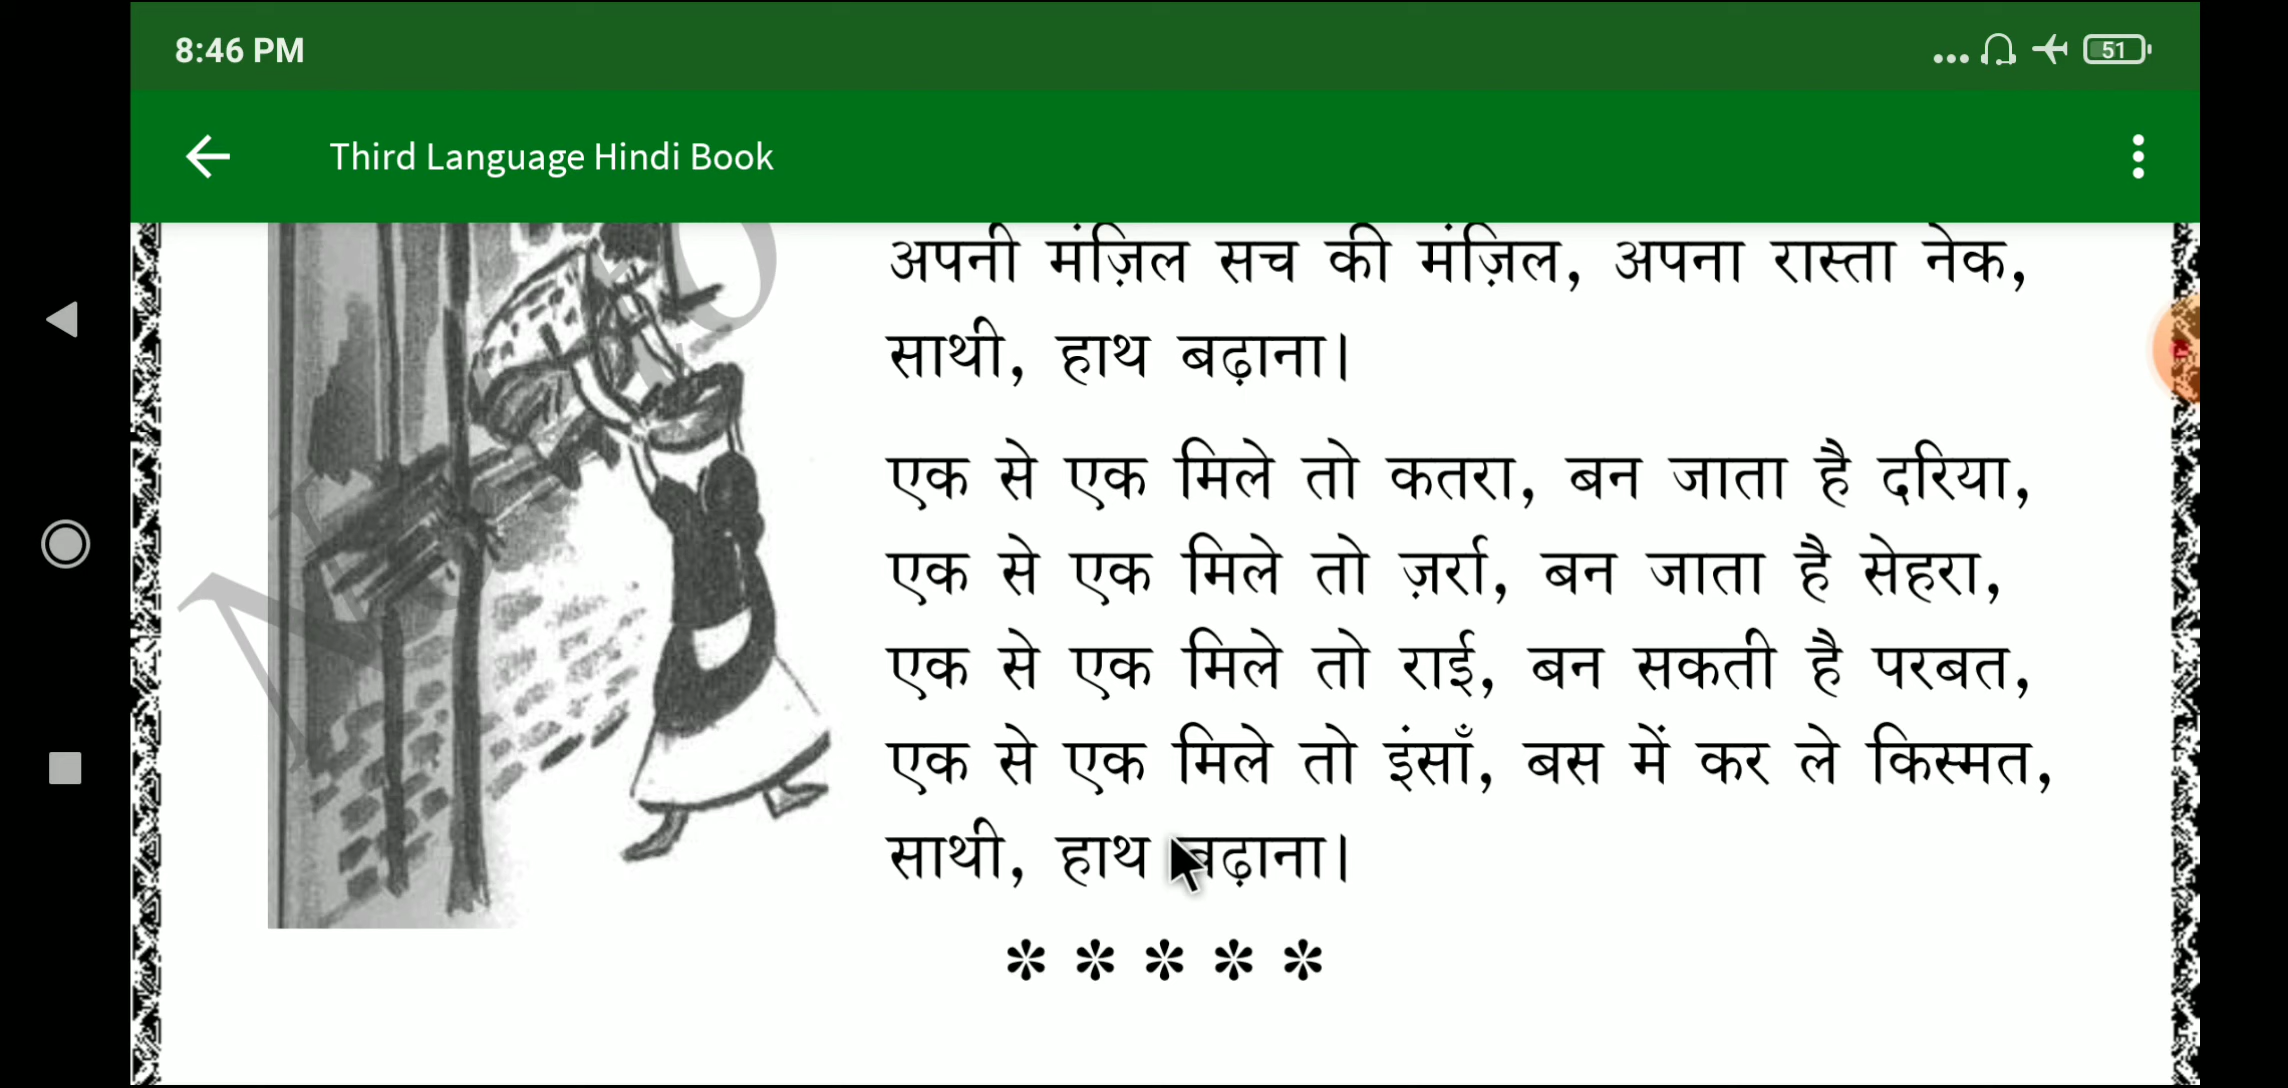 8:46 PM
51
Third Language Hindi Book
अपनी मंज़िल सच की मंज़िल, अपना रास्ता नेक,
साथी, हाथ बढ़ाना।
एक से एक मिले तो कतरा, बन जाता है दरिया,
एक से एक मिले तो ज़र्रा, बन जाता है सेहरा,
एक से एक मिले तो राई, बन सकती है परबत,
एक से एक मिले तो इंसाँ, बस में कर ले किस्मत,
साथी, हाथ बढ़ाना।
* * * * *